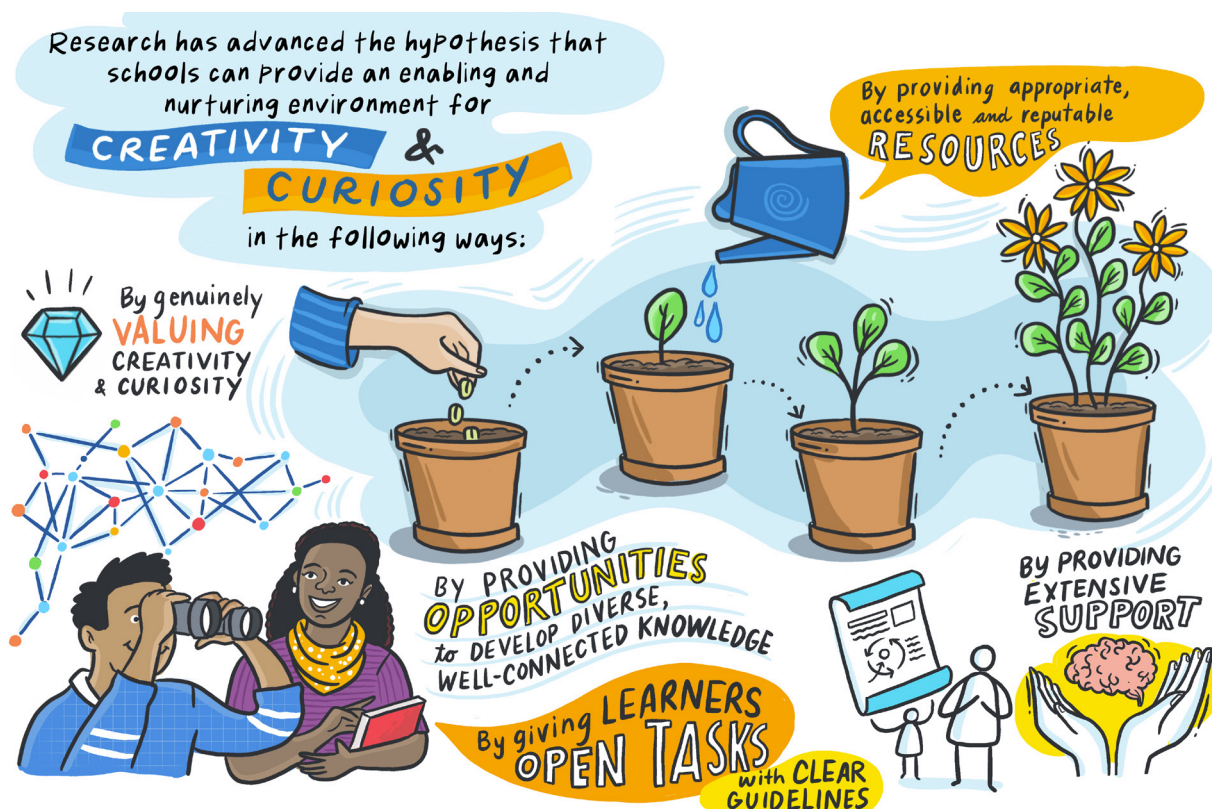 Research has advanced the hypothesis that
schools can provide an enabling and
nurturing environment for
CREATIVITY &
CURIOSITY
in the following ways:
By genuinely
VALUING
CREATIVITY
& CURIOSITY
By providing appropriate,
accessible and reputable
RESOURCES
BY PROVIDING
OPPORTUNITIES
to DEVELOP DIVERSE,
WELL-CONNECTED KNOWLEDGE
By giving LEARNERS
OPEN TASKS
with CLEAR
GUIDELINES
BY PROVIDING
EXTENSIVE
SUPPORT